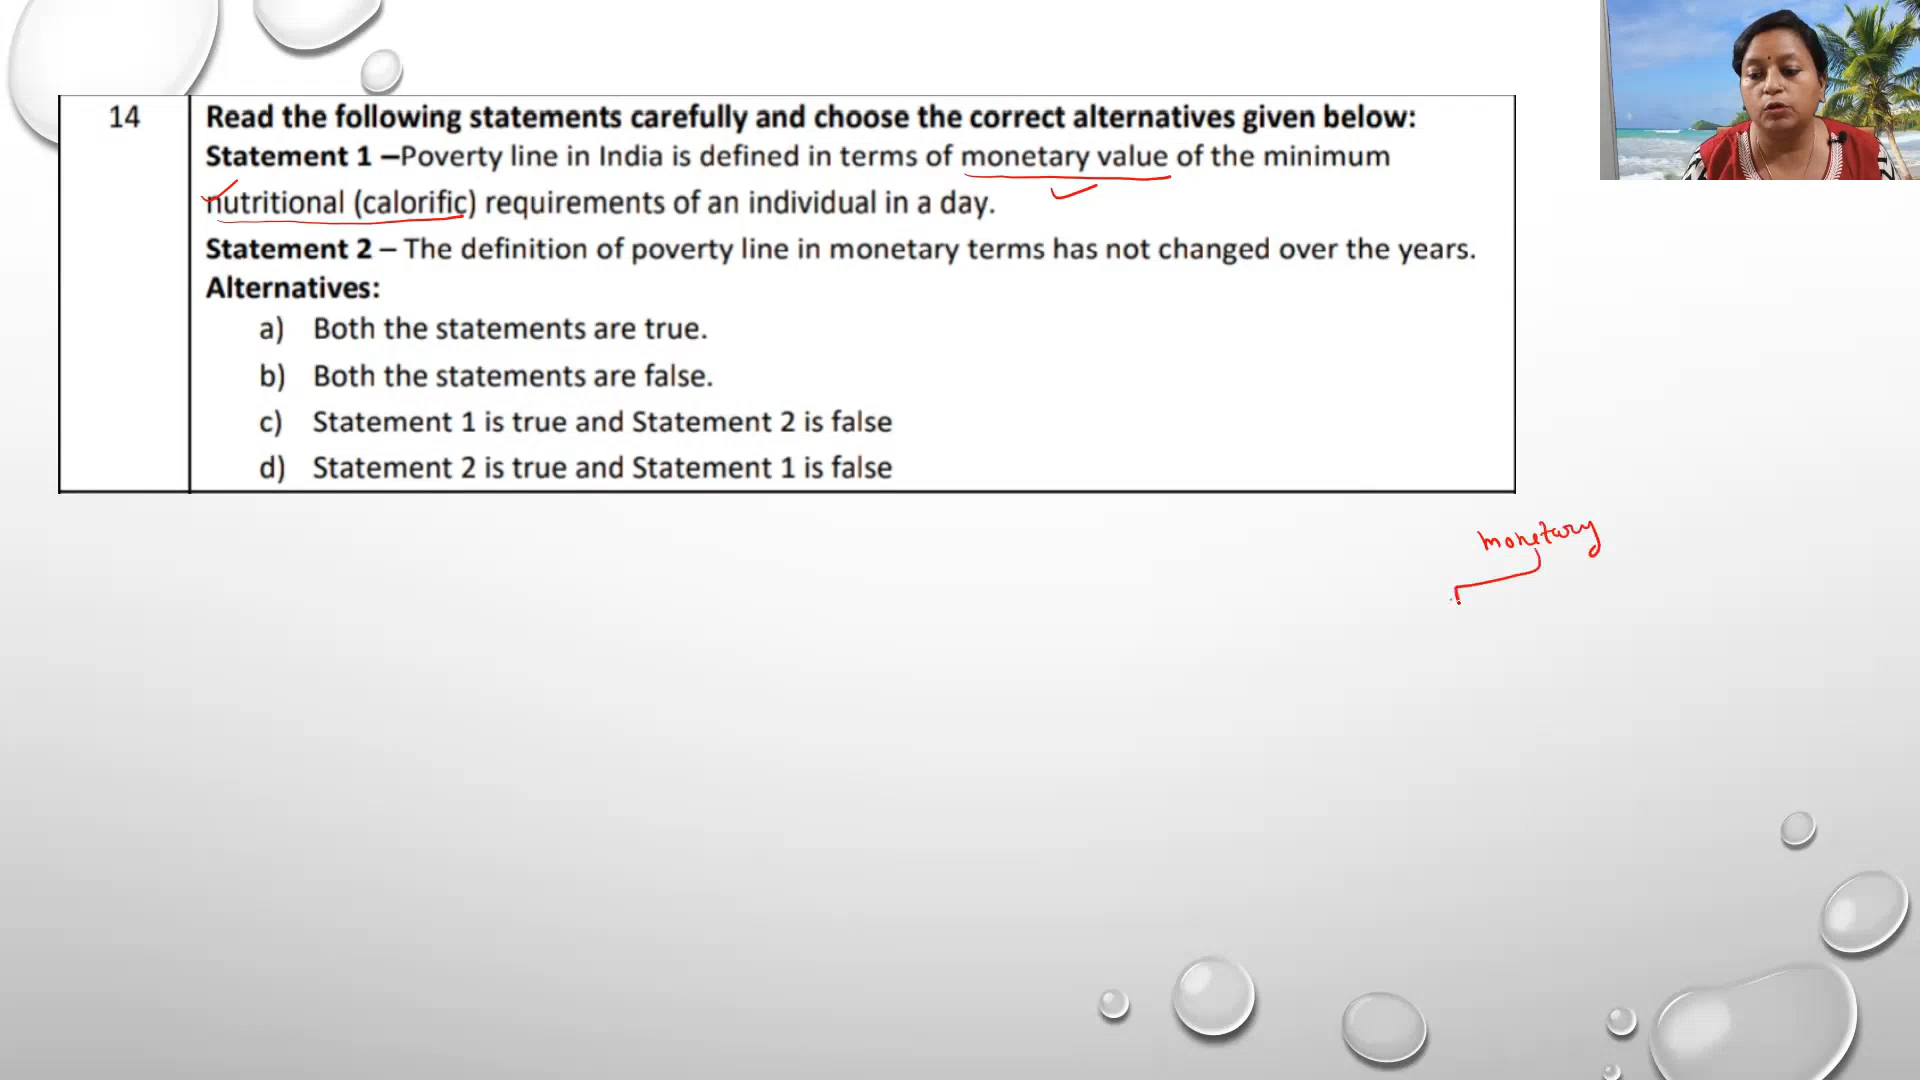 14
Read the following statements carefully and choose the correct alternatives given below:
Statement 1 –Poverty line in India is defined in terms of monetary value of the minimum
nutritional (calorific) requirements of an individual in a day.
Statement 2 – The definition of poverty line in monetary terms has not changed over the years.
Alternatives:
a) Both the statements are true.
b) Both the statements are false.
c) Statement 1 is true and Statement 2 is false
d) Statement 2 is true and Statement 1 is false
monetary